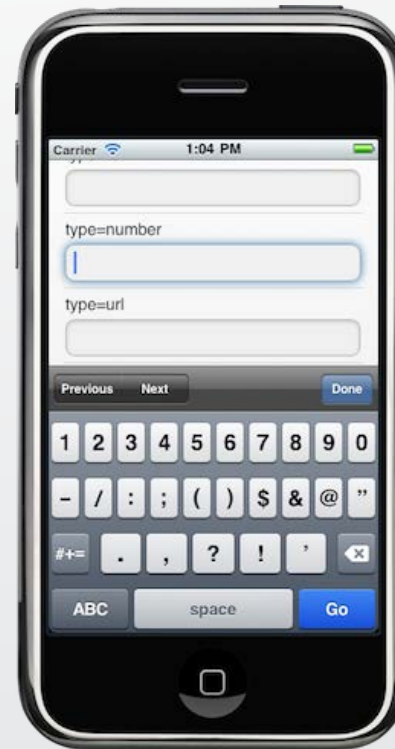 Carrier 1:04 PM
type=number
type=url
Previous Next Done
1 2 3 4 5 6 7 8 9 0
- / : ; ( ) $ & @ ”
#+= . , ? ! ’
ABC space Go